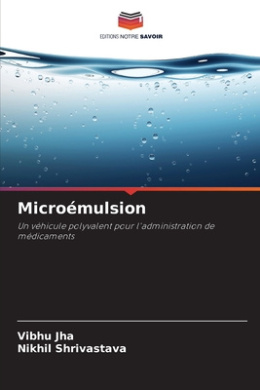 EDITIONS NOTRE SAVOIR
Microémulsion
Un véhicule polyvalent pour l'administration de
médicaments
Vibhu Jha
Nikhil Shrivastava